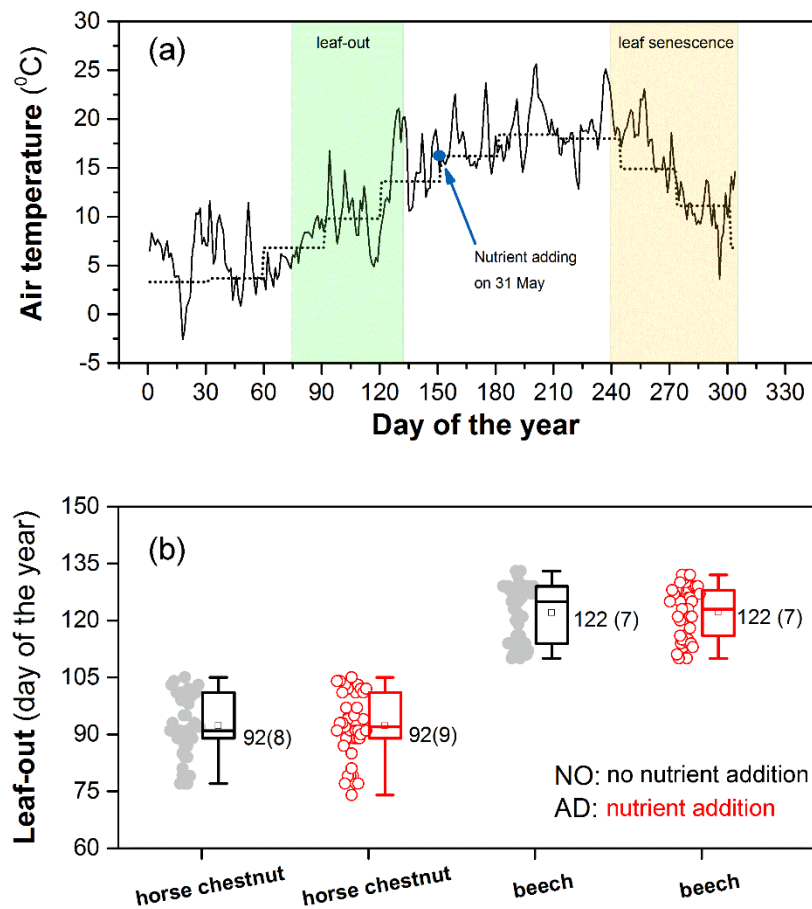 (a)
leaf-out
leaf senescence
Air temperature (⁰C)
30
25
20
15
10
5
0
-5
Nutrient adding
on 31 May
0 30 60 90 120 150 180 210 240 270 300 330
Day of the year
(b)
Leaf-out (day of the year)
150
135
120
105
90
75
60
122 (7)
122 (7)
92(8)
92(9)
NO: no nutrient addition
AD: nutrient addition
horse chestnut
horse chestnut
beech
beech